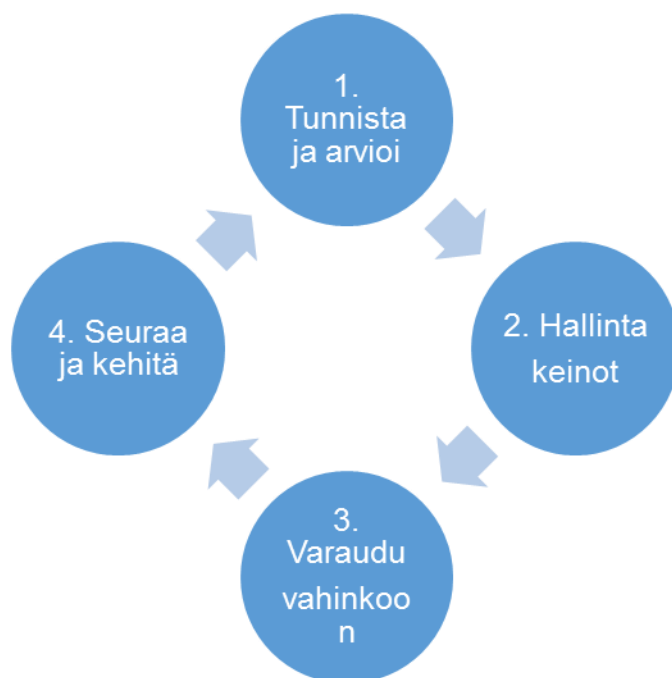 1.
Tunnista
ja arvioi
2. Hallinta
keinot
3.
Varaudu
vahinkoo
n
4. Seuraa
ja kehitä